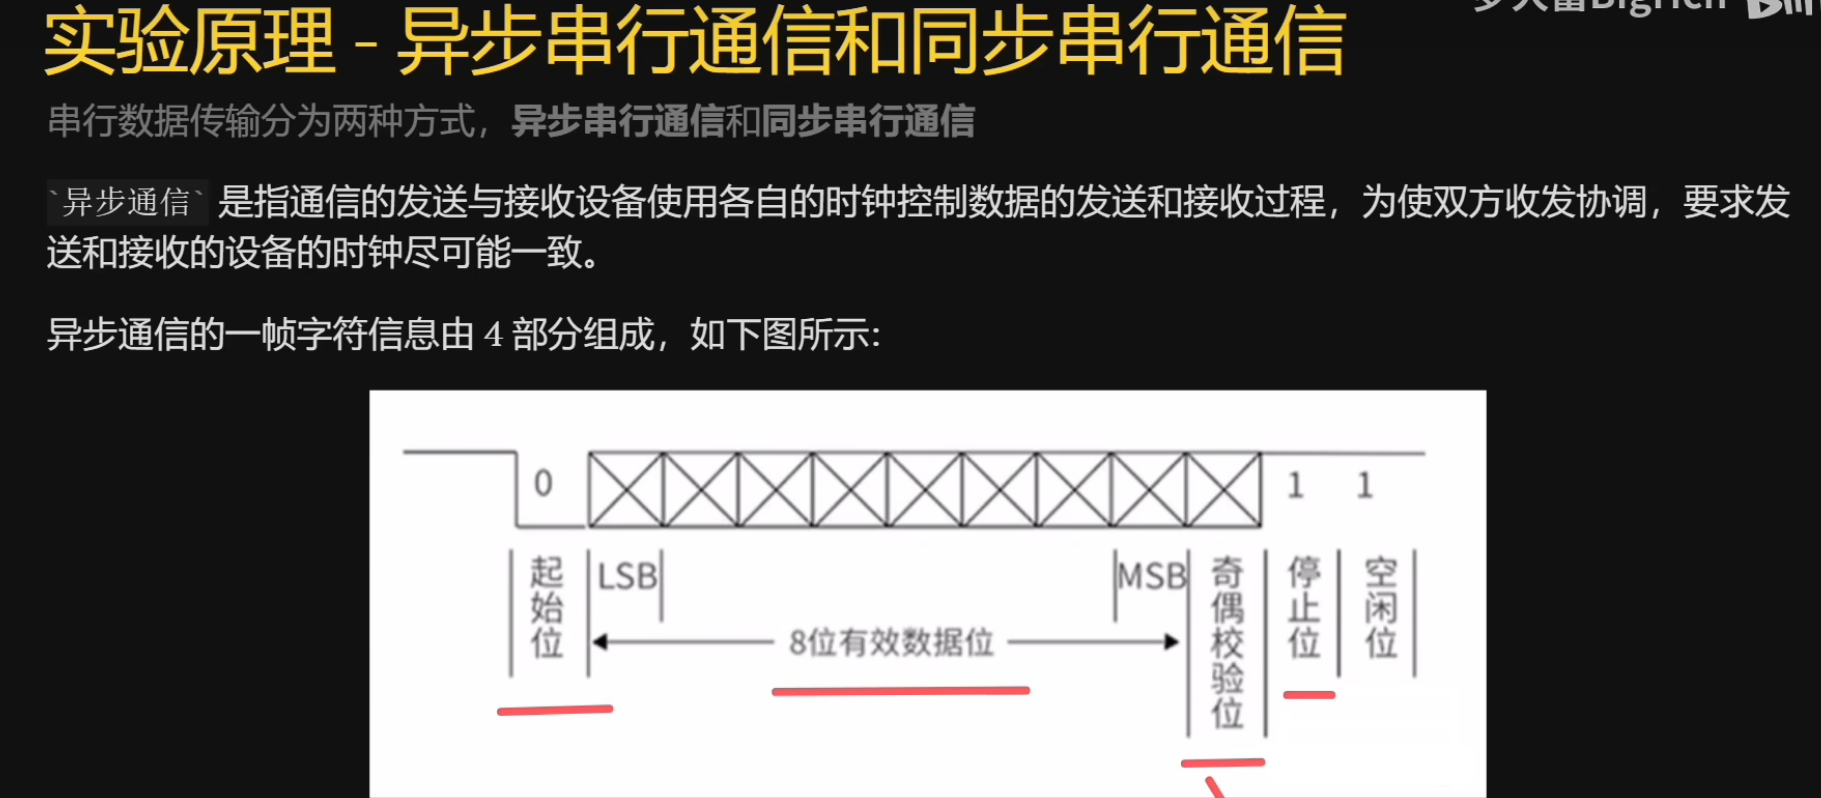 实验原理 - 异步串行通信和同步串行通信
串行数据传输分为两种方式，异步串行通信和同步串行通信
`异步通信` 是指通信的发送与接收设备使用各自的时钟控制数据的发送和接收过程，为使双方收发协调，要求发
送和接收的设备的时钟尽可能一致。
异步通信的一帧字符信息由 4 部分组成，如下图所示:
0 1 1
起始位 LSB MSB 奇偶校验位 停止位 空闲位
8位有效数据位